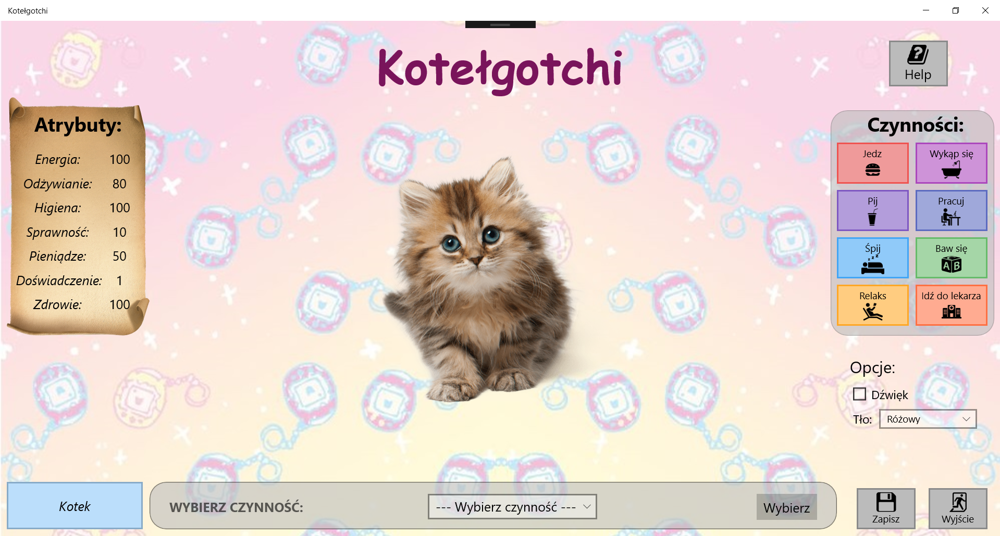 Kotełgotchi
Kotełgotchi
Help
Atrybuty:
Energia: 100
Odżywianie: 80
Higiena: 100
Sprawność: 10
Pieniądze: 50
Doświadczenie: 1
Zdrowie: 100
Czynności:
Jedz
Wykąp się
Pij
Pracuj
Śpij
Baw się
A B
Relaks
Idź do lekarza
Opcje:
Dźwięk
Tło: Różowy
Kotek
WYBIERZ CZYNNOŚĆ:
--- Wybierz czynność ---
Wybierz
Zapisz
Wyjście